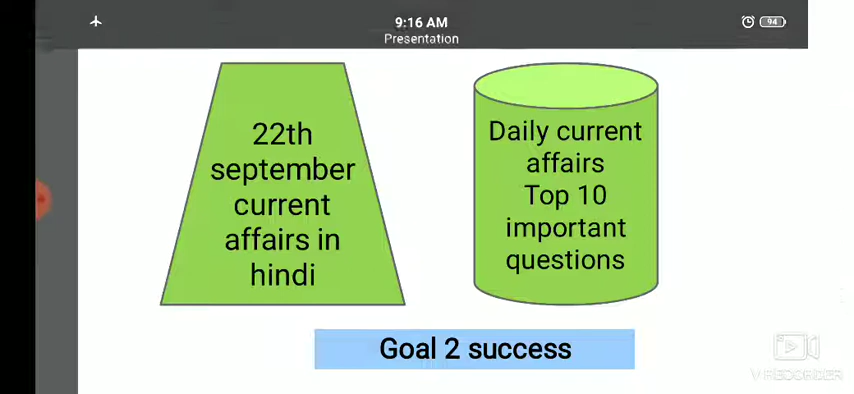 9:16 AM
94
Presentation
22th
september
current
affairs in
hindi
Daily current
affairs
Top 10
important
questions
Goal 2 success
VIRECORDER